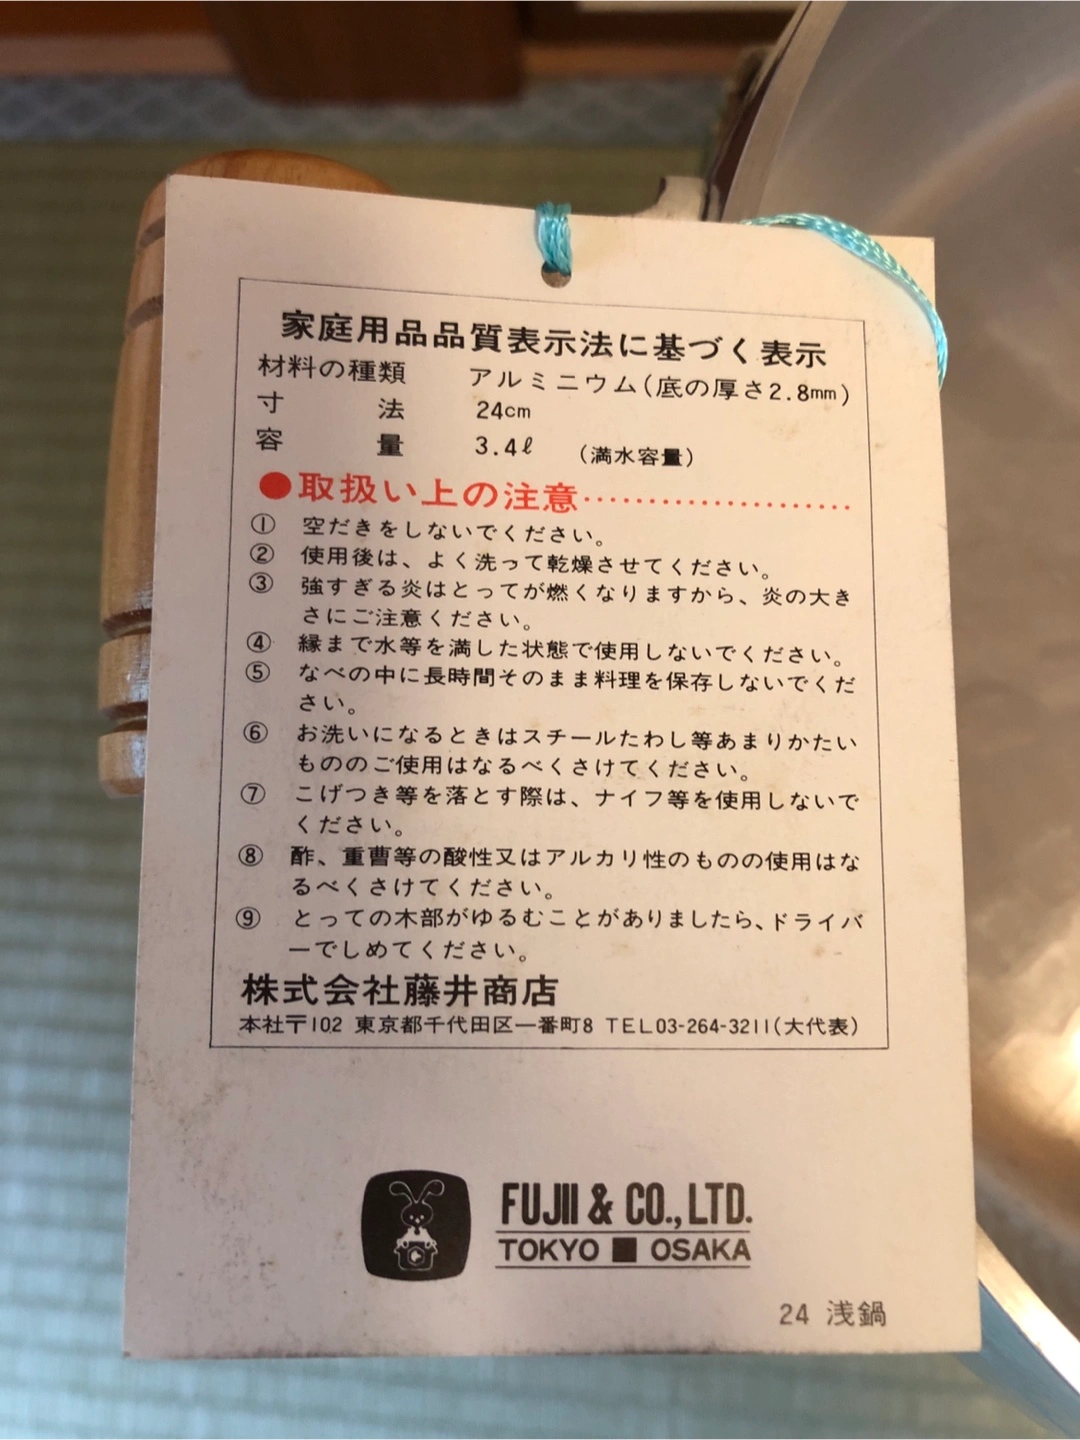 家庭用品品質表示法に基づく表示
材料の種類 アルミニウム(底の厚さ2.8mm)
寸法 24cm
容量 3.4ℓ (満水容量)
●取扱い上の注意‥‥‥‥‥‥‥‥‥‥
① 空だきをしないでください。
② 使用後は、よく洗って乾燥させてください。
③ 強すぎる炎はとってが燃くなりますから、炎の大き
さにご注意ください。
④ 縁まで水等を満した状態で使用しないでください。
⑤ なべの中に長時間そのまま料理を保存しないでくだ
さい。
⑥ お洗いになるときはスチールたわし等あまりかたい
もののご使用はなるべくさけてください。
⑦ こげつき等を落とす際は、ナイフ等を使用しないで
ください。
⑧ 酢、重曹等の酸性又はアルカリ性のものの使用はな
るべくさけてください。
⑨ とっての木部がゆるむことがありましたら、ドライバ
ーでしめてください。
株式会社藤井商店
本社〒102 東京都千代田区一番町8 TEL03-264-3211(大代表)
FUJII & CO., LTD.
TOKYO ■ OSAKA
24 浅鍋